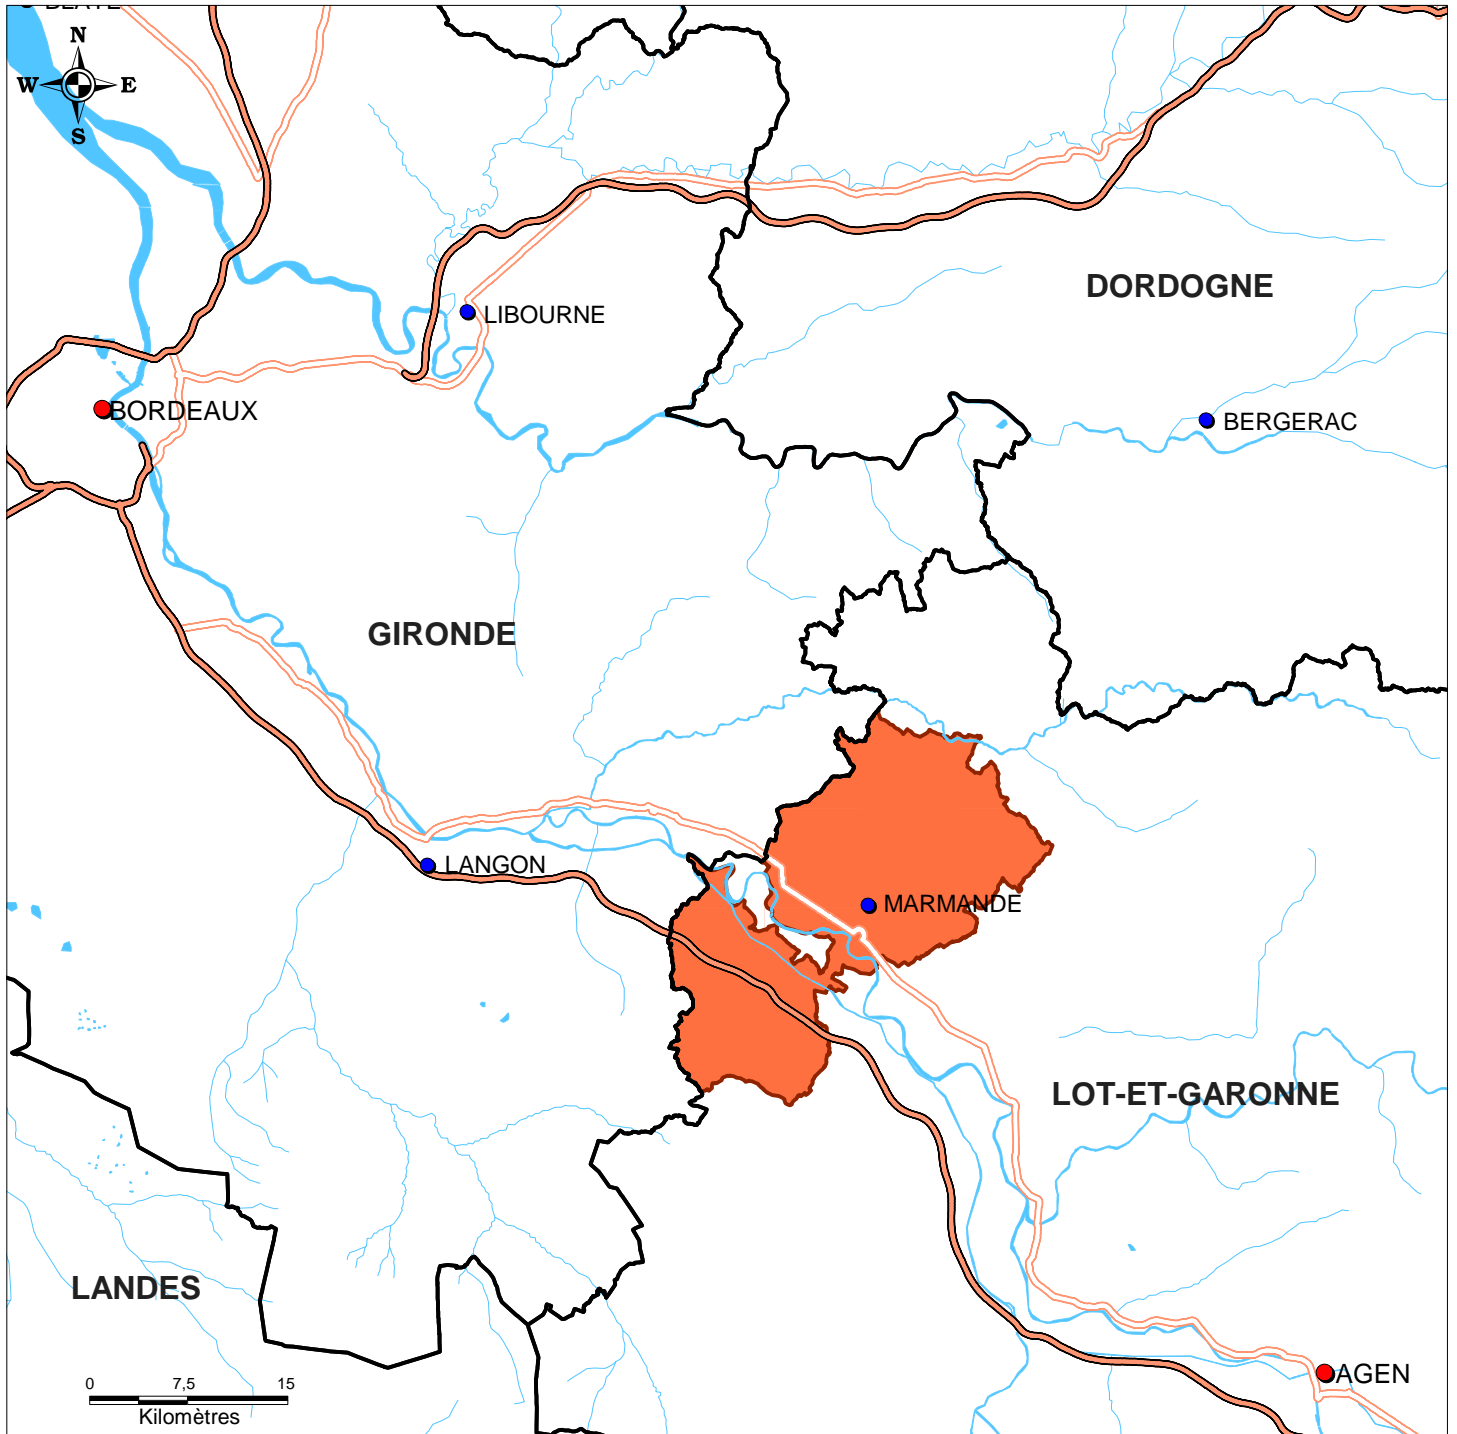 N
W E
S
DORDOGNE
LIBOURNE
BORDEAUX
BERGERAC
GIRONDE
LANGON
MARMANDE
LOT-ET-GARONNE
LANDES
AGEN
0 7,5 15
Kilomètres